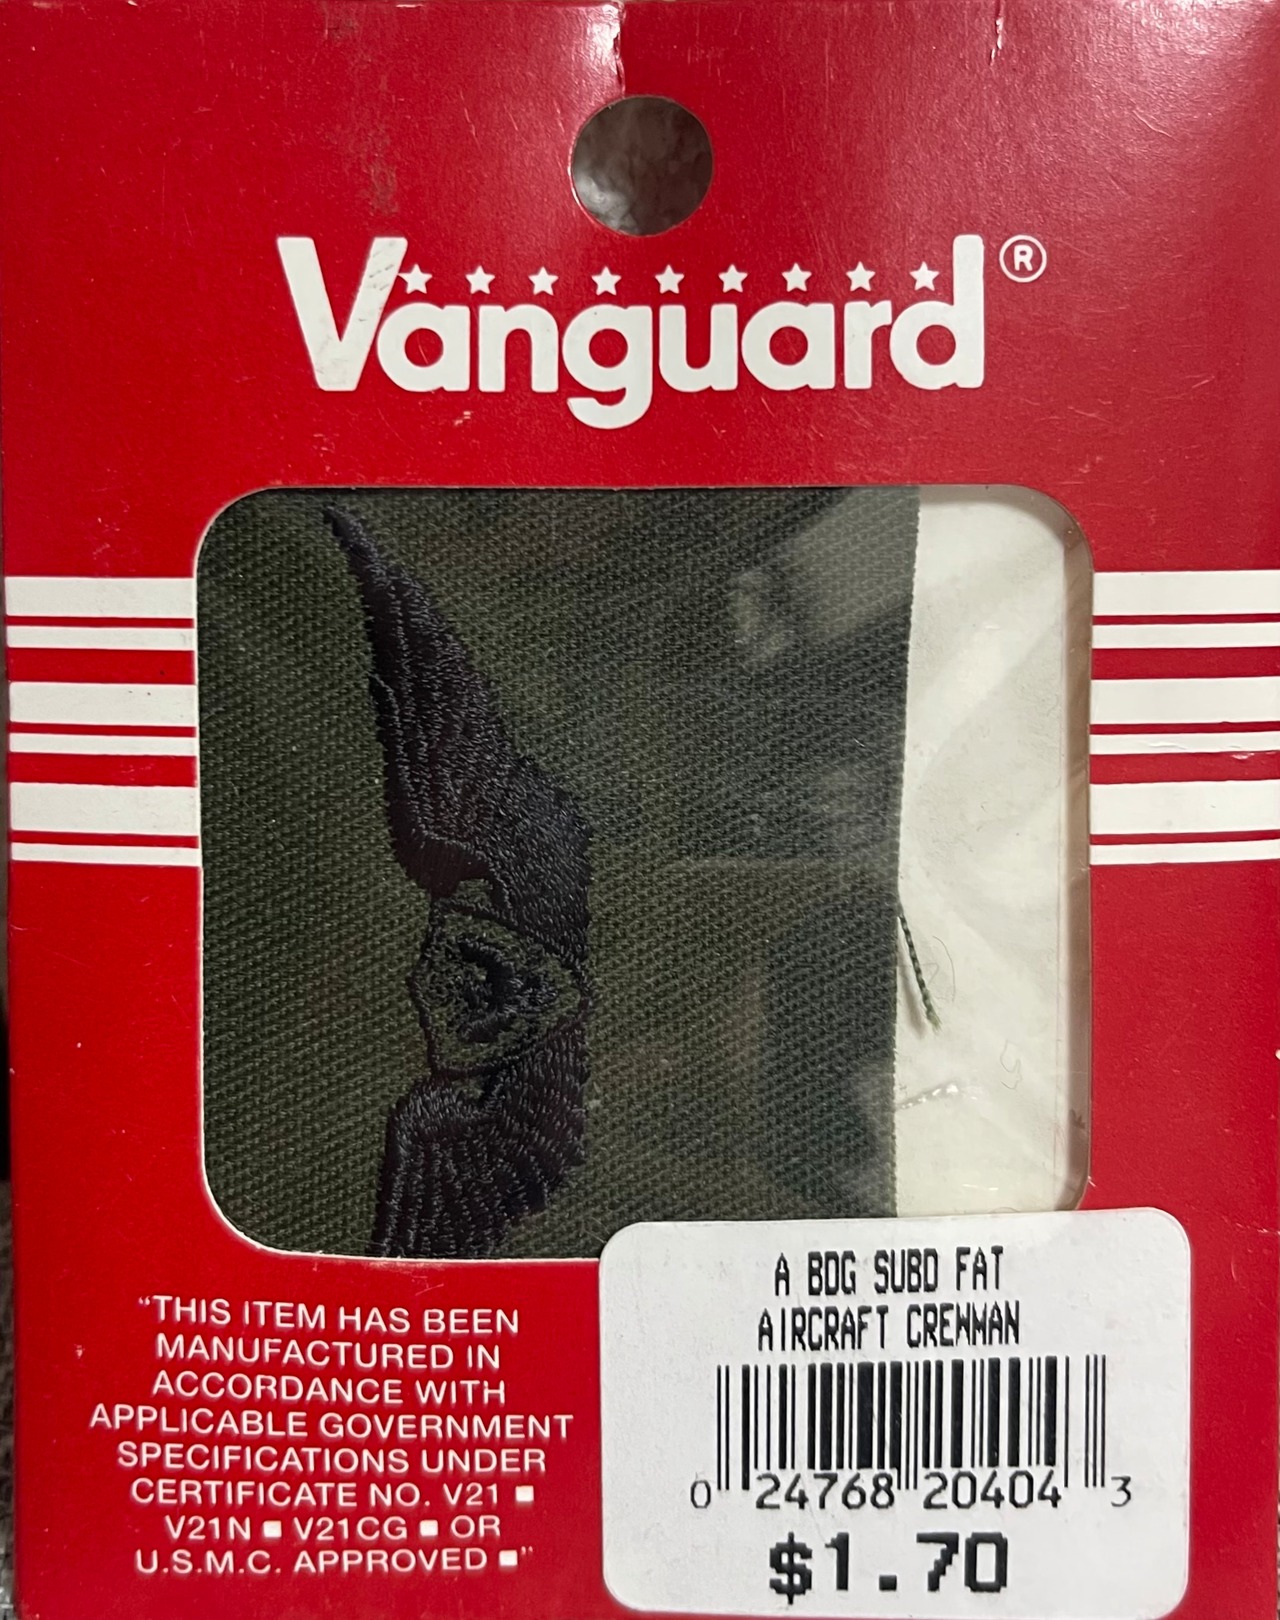 Vanguard®
"THIS ITEM HAS BEEN
MANUFACTURED IN
ACCORDANCE WITH
APPLICABLE GOVERNMENT
SPECIFICATIONS UNDER
CERTIFICATE NO. V21 ■
V21N ■ V21CG ■ OR
U.S.M.C. APPROVED ■"
A BDG SUBD FAT
AIRCRAFT CREWMAN
0 24768 20404 3
$1.70